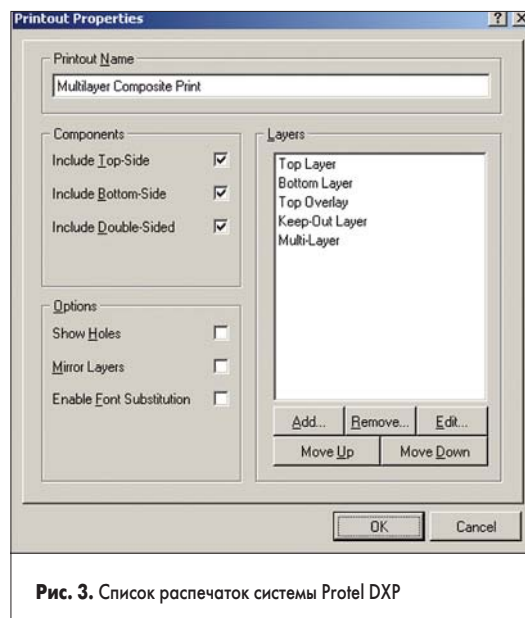 Printout Properties
Printout Name
Multilayer Composite Print
Components
Include Top-Side
Include Bottom-Side
Include Double-Sided
Options
Show Holes
Mirror Layers
Enable Font Substitution
Layers
Top Layer
Bottom Layer
Top Overlay
Keep-Out Layer
Multi-Layer
Add... Remove... Edit...
Move Up Move Down
OK Cancel
Рис. 3. Список распечаток системы Protel DXP